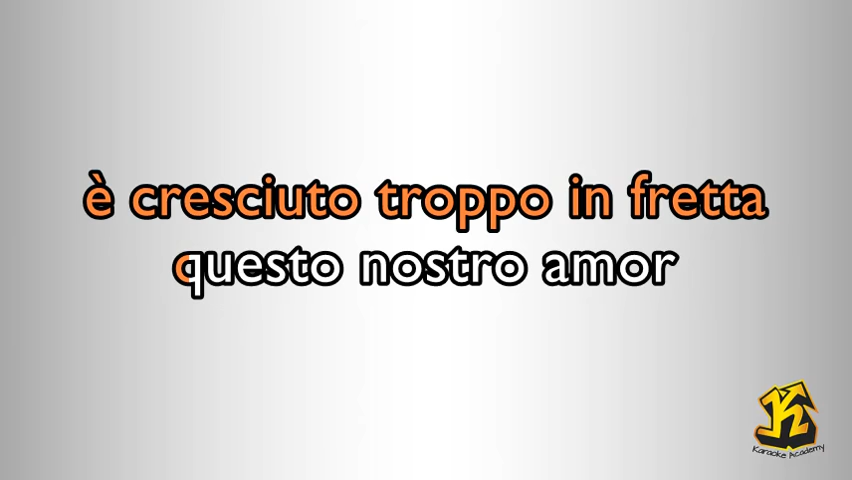 è cresciuto troppo in fretta
questo nostro amor
K
Karaoke Academy